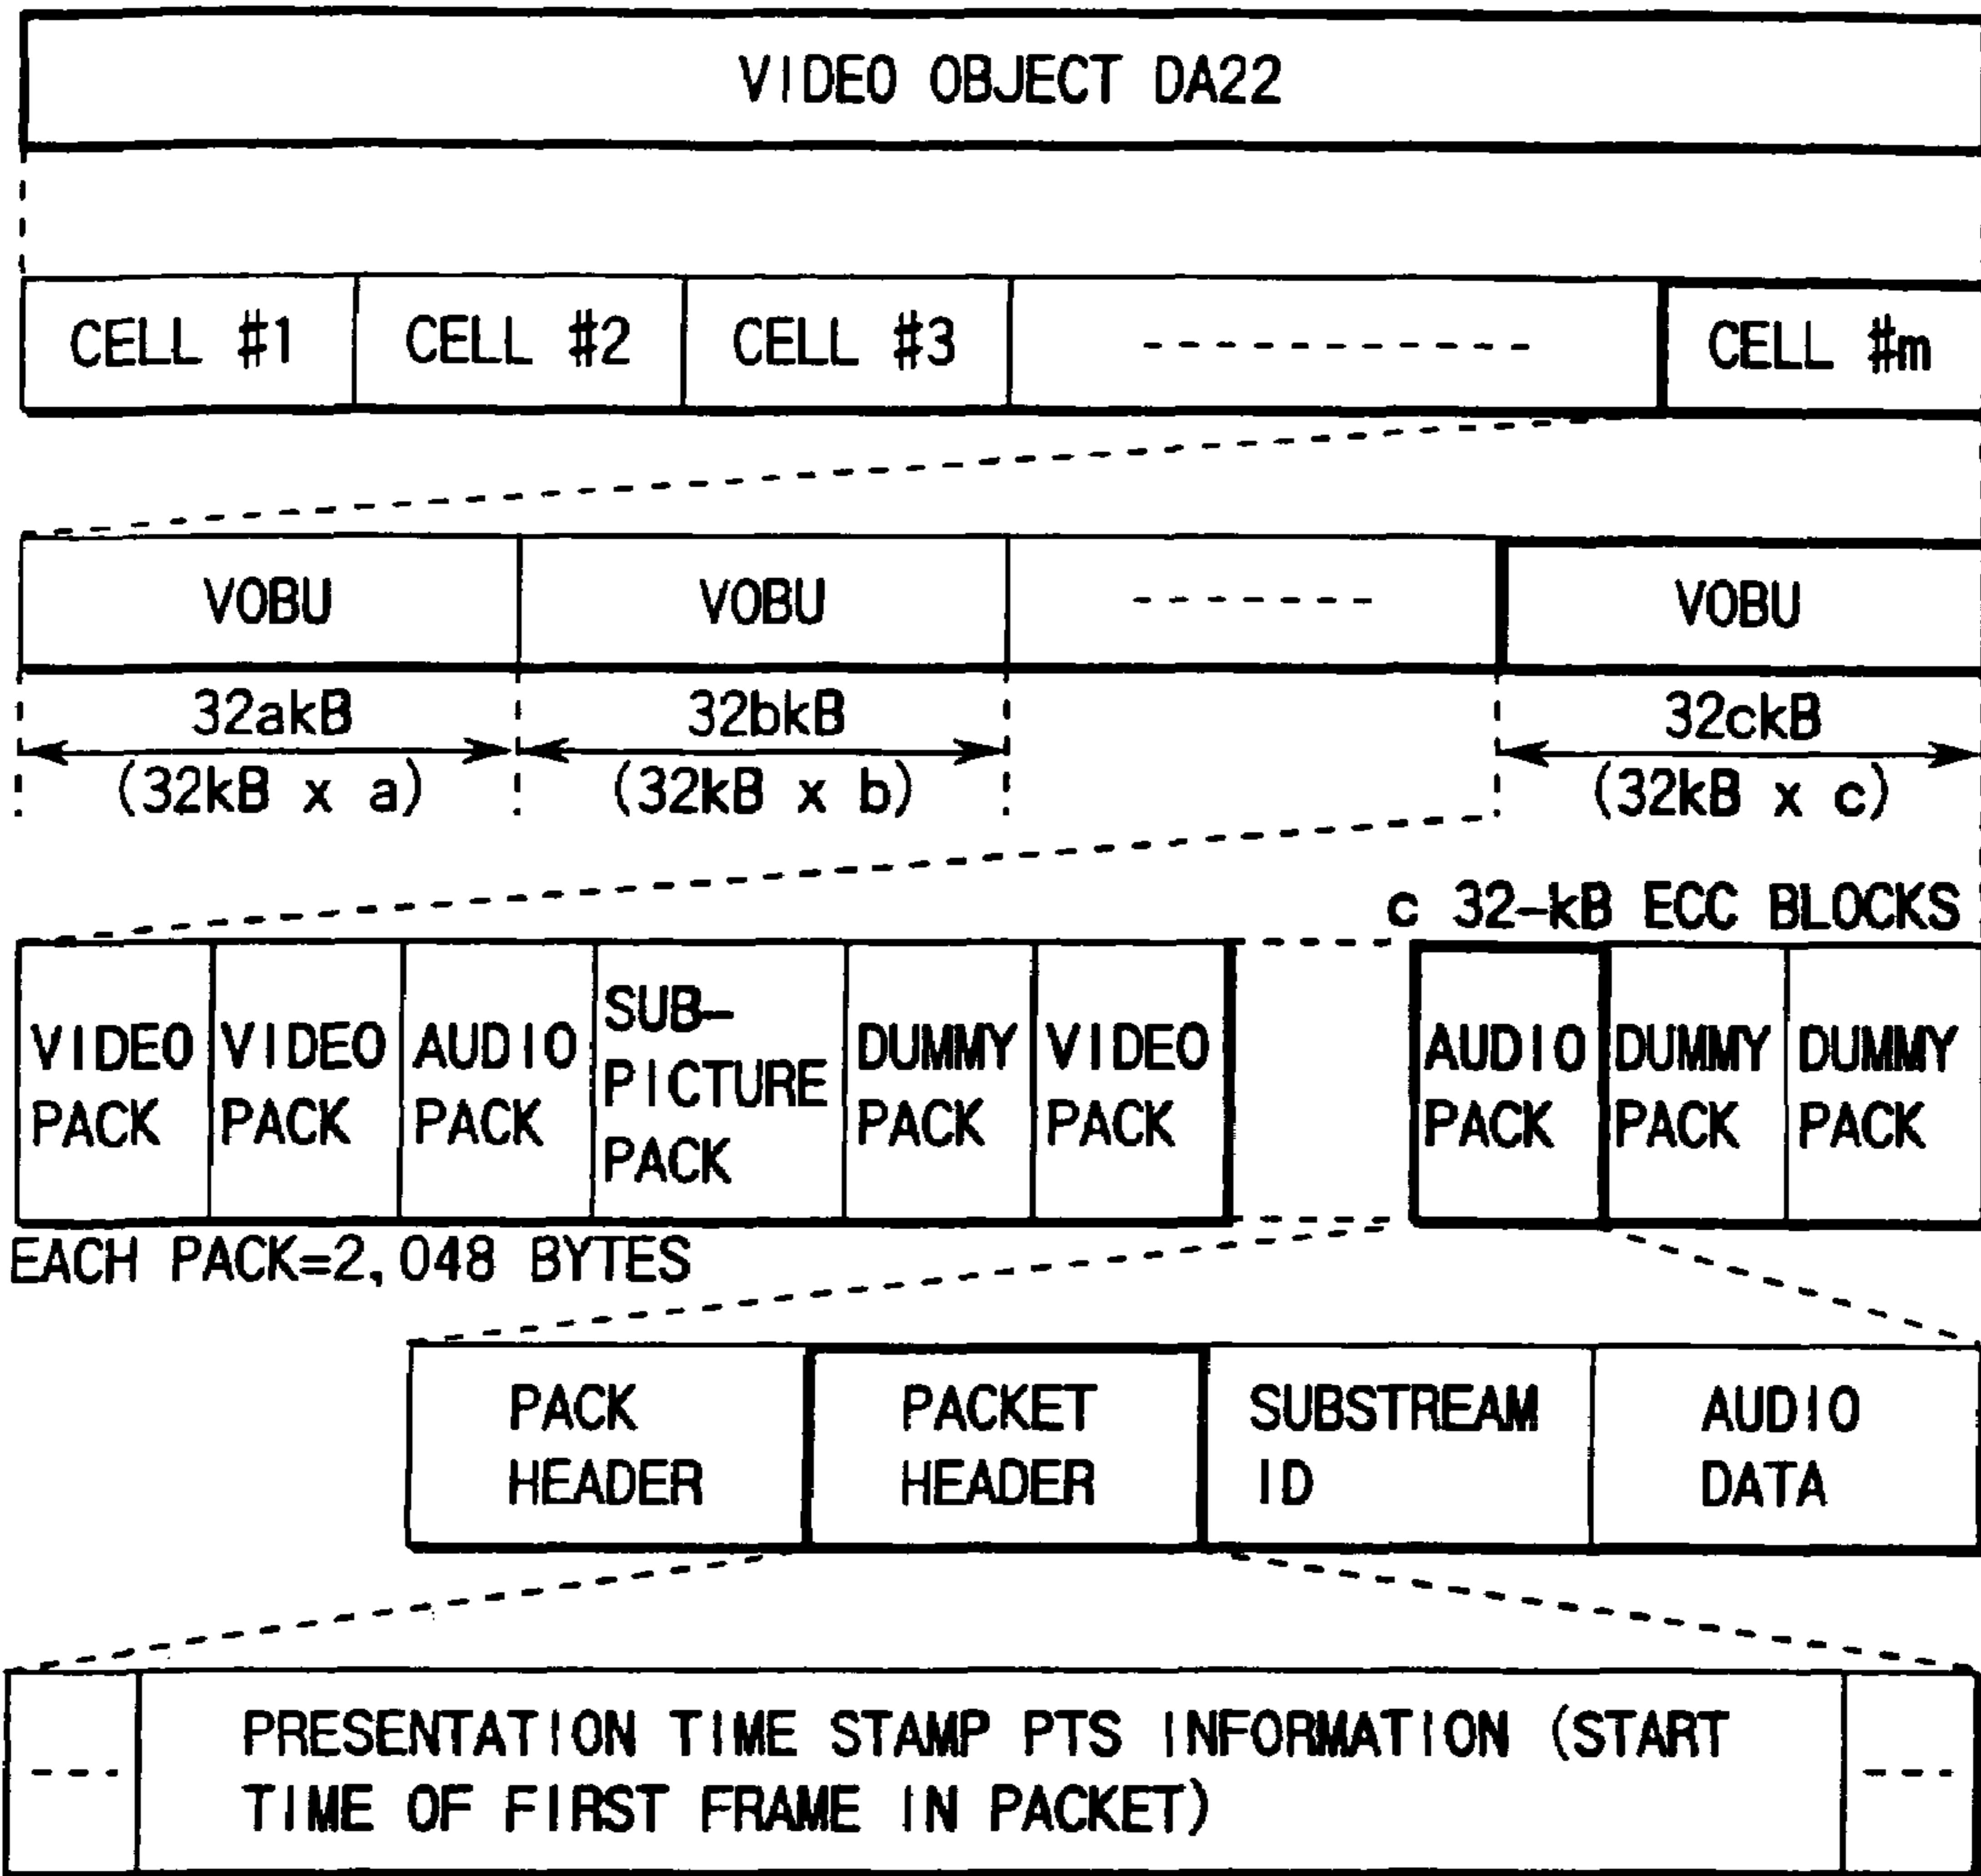 VIDEO OBJECT DA22
CELL #1 CELL #2 CELL #3 ------------ CELL #m
VOBU VOBU ------- VOBU
32akB 32bkB 32ckB
(32kB x a) (32kB x b) (32kB x c)
c 32-kB ECC BLOCKS
VIDEO PACK
VIDEO PACK
AUDIO PACK
SUB-
PICTURE
PACK
DUMMY PACK
VIDEO PACK
AUDIO PACK
DUMMY PACK
DUMMY PACK
EACH PACK=2,048 BYTES
PACK HEADER
PACKET HEADER
SUBSTREAM ID
AUDIO DATA
--- PRESENTATION TIME STAMP PTS INFORMATION (START ---
TIME OF FIRST FRAME IN PACKET)